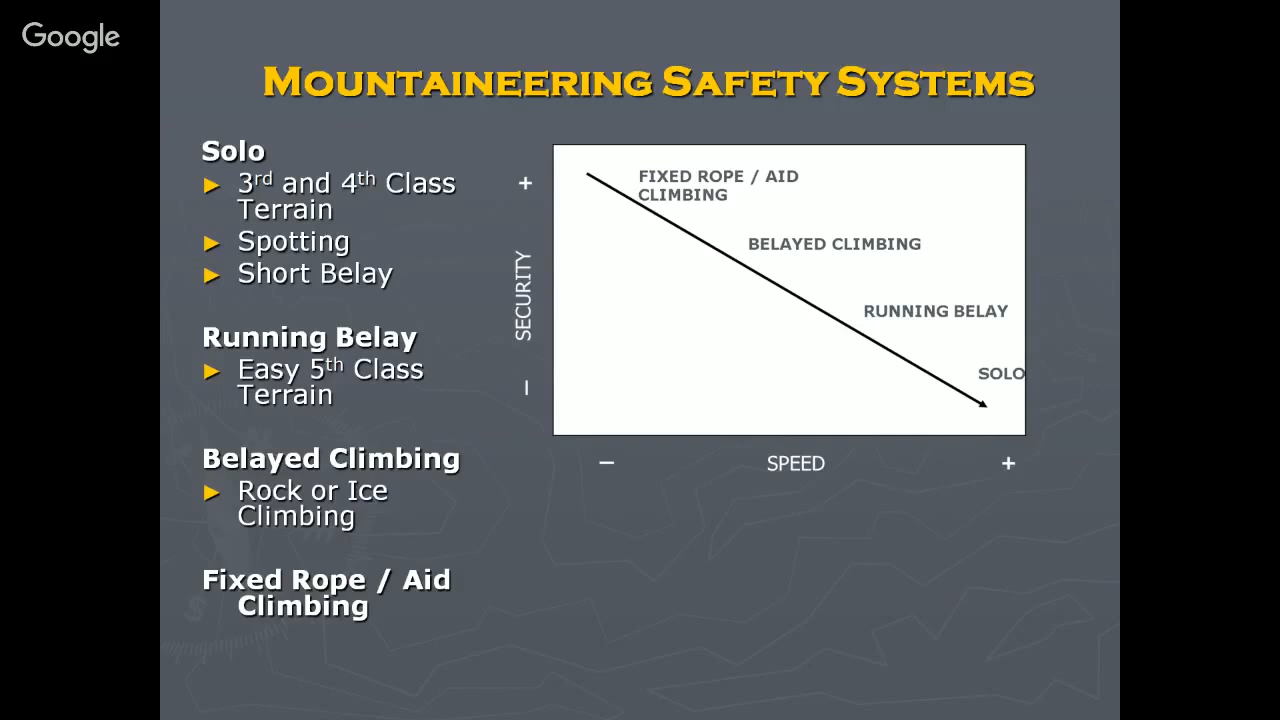 Google
MOUNTAINEERING SAFETY SYSTEMS
Solo
► 3rd and 4th Class
Terrain
► Spotting
► Short Belay
Running Belay
► Easy 5th Class
Terrain
Belayed Climbing
► Rock or Ice
Climbing
Fixed Rope / Aid
Climbing
+
SECURITY
–
FIXED ROPE / AID
CLIMBING
BELAYED CLIMBING
RUNNING BELAY
SOLO
– SPEED +